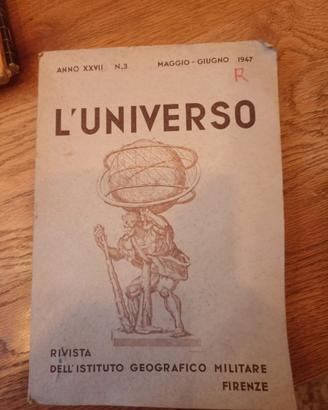 ANNO XXVII N.3 MAGGIO - GIUGNO 1947
R
L'UNIVERSO
RIVISTA
DELL'ISTITUTO GEOGRAFICO MILITARE
FIRENZE